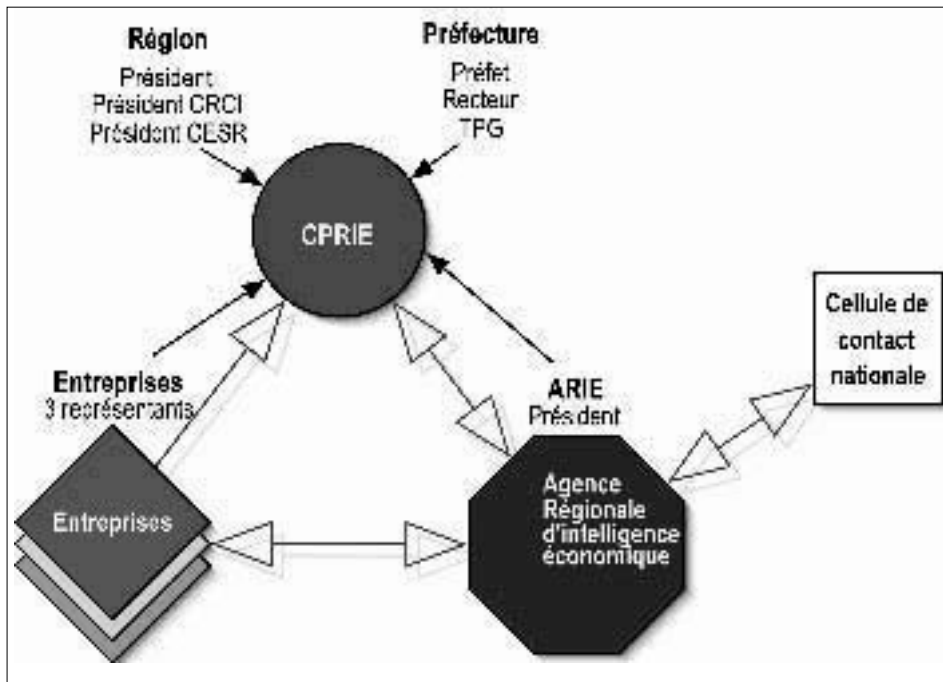 Région
Président
Président CRCI
Président CESR
Préfecture
Préfet
Recteur
TPG
CPRIE
Cellule de
contact
nationale
Entreprises
3 représentants
ARIE
Président
Entreprises
Agence
Régionale
d'intelligence
économique